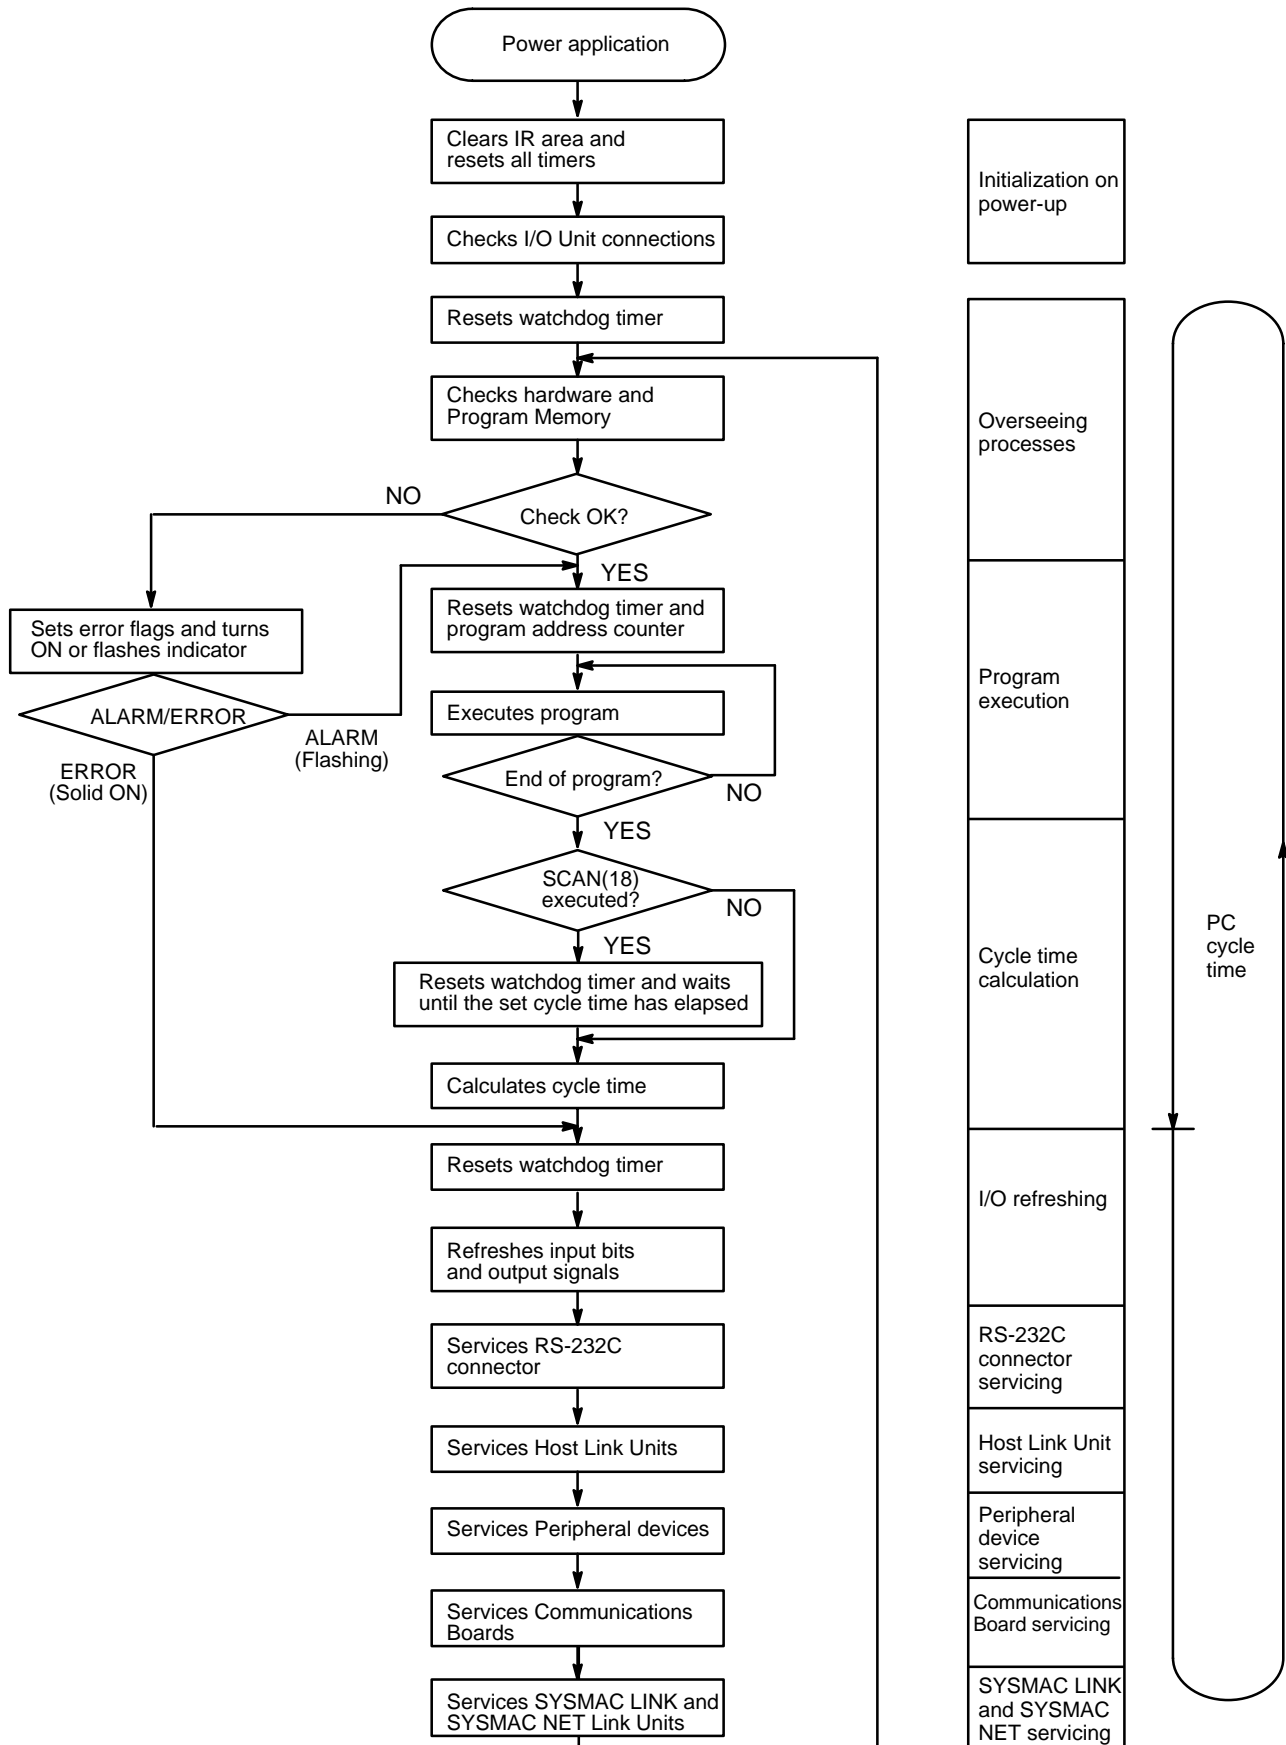 Power application
Clears IR area and
resets all timers
Initialization on
power-up
Checks I/O Unit connections
Resets watchdog timer
Checks hardware and
Program Memory
Overseeing
processes
NO
Check OK?
YES
Sets error flags and turns
ON or flashes indicator
Resets watchdog timer and
program address counter
Program
execution
ALARM/ERROR
ALARM
(Flashing)
ERROR
(Solid ON)
Executes program
End of program?
NO
YES
SCAN(18)
executed?
NO
YES
PC
cycle
time
Cycle time
calculation
Resets watchdog timer and waits
until the set cycle time has elapsed
Calculates cycle time
Resets watchdog timer
I/O refreshing
Refreshes input bits
and output signals
Services RS-232C
connector
RS-232C
connector
servicing
Services Host Link Units
Host Link Unit
servicing
Services Peripheral devices
Peripheral
device
servicing
Services Communications
Boards
Communications
Board servicing
Services SYSMAC LINK and
SYSMAC NET Link Units
SYSMAC LINK
and SYSMAC
NET servicing